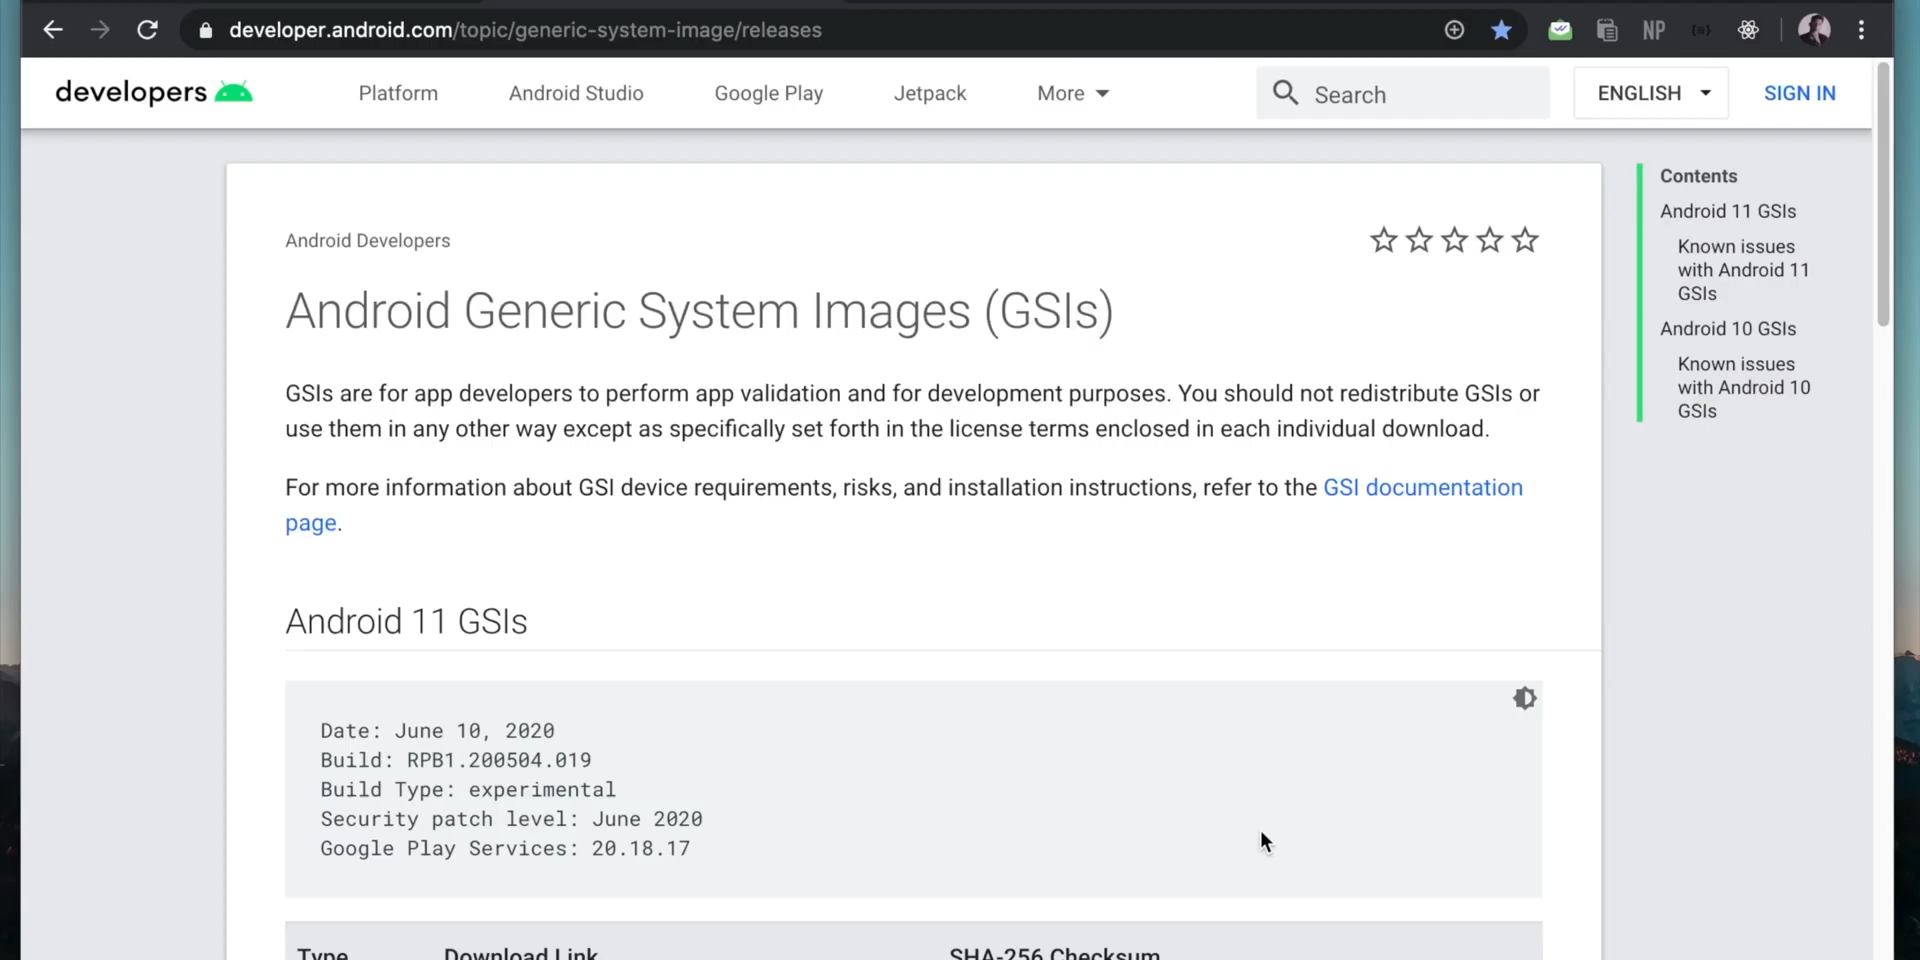 developer.android.com/topic/generic-system-image/releases
NP
developers
Platform
Android Studio
Google Play
Jetpack
More
Search
ENGLISH
SIGN IN
Android Developers
Android Generic System Images (GSIs)
GSIs are for app developers to perform app validation and for development purposes. You should not redistribute GSIs or
use them in any other way except as specifically set forth in the license terms enclosed in each individual download.
For more information about GSI device requirements, risks, and installation instructions, refer to the GSI documentation
page.
Android 11 GSIs
Date: June 10, 2020
Build: RPB1.200504.019
Build Type: experimental
Security patch level: June 2020
Google Play Services: 20.18.17
Type
Download Link
SHA-256 Checksum
Contents
Android 11 GSIs
Known issues
with Android 11
GSIs
Android 10 GSIs
Known issues
with Android 10
GSIs